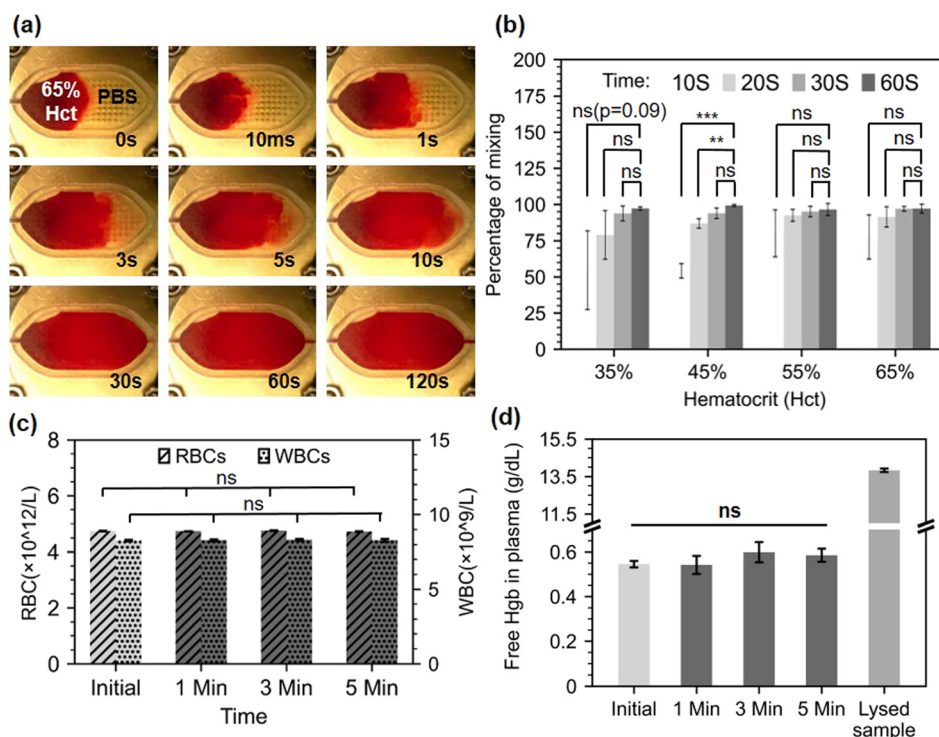 (a)
65%
Hct
PBS
0s
10ms
1s
3s
5s
10s
30s
60s
120s
(b)
Time: 10S 20S 30S 60S
ns(p=0.09)
ns
ns
***
**
ns
ns
ns
ns
ns
ns
ns
200
175
150
125
100
75
50
25
0
Percentage of mixing
35% 45% 55% 65%
Hematocrit (Hct)
(c)
RBCs WBCs
ns
ns
8
6
4
2
0
RBC(×10^12/L)
15
10
5
0
WBC(×10^9/L)
Initial 1 Min 3 Min 5 Min
Time
(d)
15.5
13.5
11.5
0.6
0.4
0.2
0
Free Hgb in plasma (g/dL)
ns
Initial 1 Min 3 Min 5 Min Lysed
sample